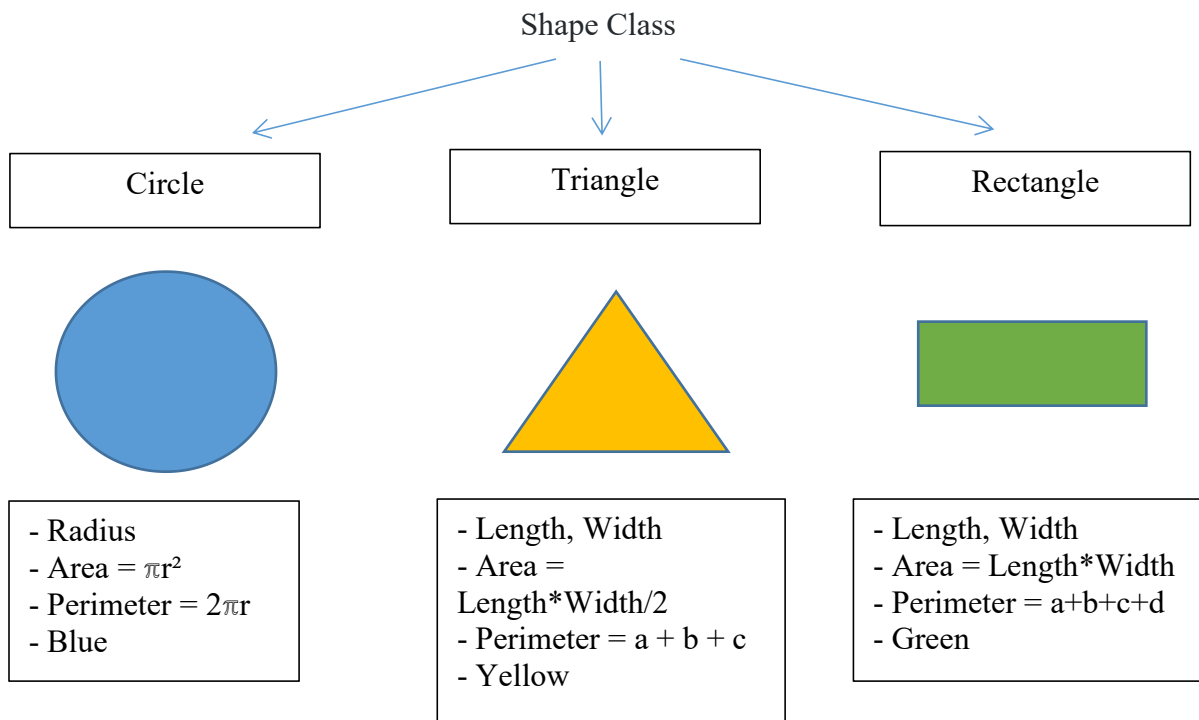 Shape Class
Circle
Triangle
Rectangle
- Radius
- Area = πr²
- Perimeter = 2πr
- Blue
- Length, Width
- Area =
Length*Width/2
- Perimeter = a + b + c
- Yellow
- Length, Width
- Area = Length*Width
- Perimeter = a+b+c+d
- Green